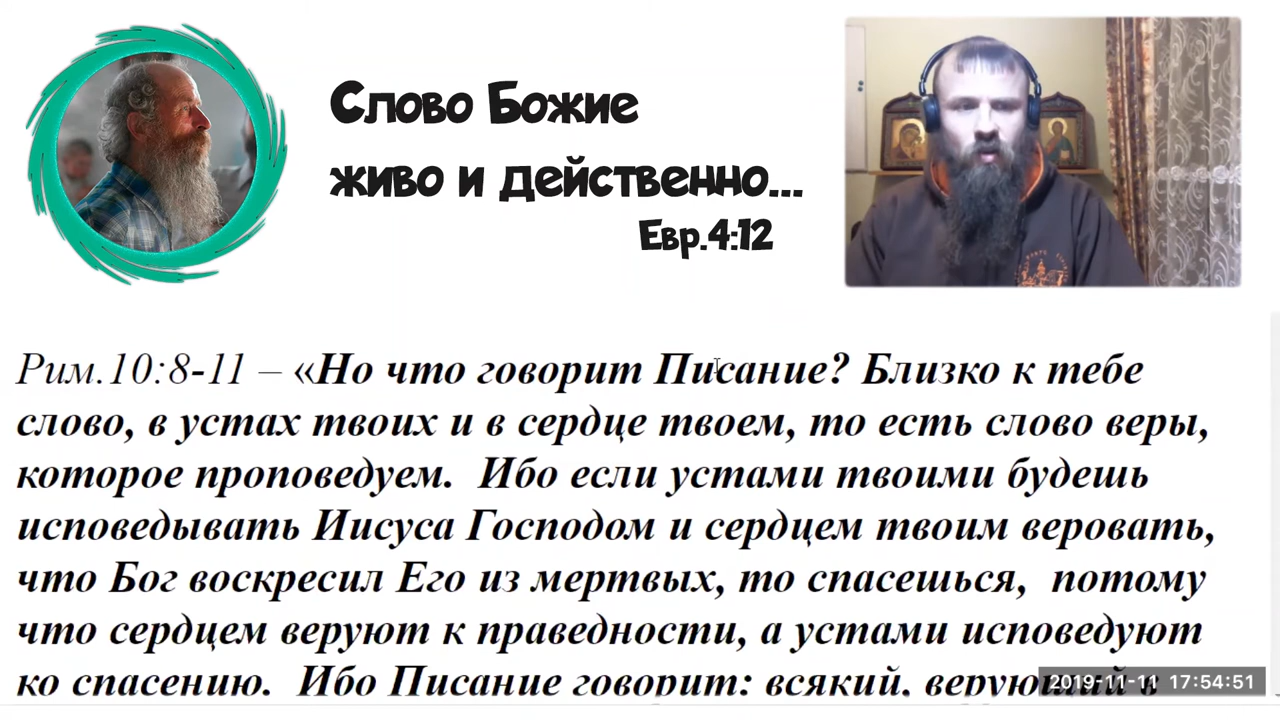 Слово Божие
живо и действенно...
Евр.4:12
Рим.10:8-11 – «Но что говорит Писание? Близко к тебе
слово, в устах твоих и в сердце твоем, то есть слово веры,
которое проповедуем. Ибо если устами твоими будешь
исповедывать Иисуса Господом и сердцем твоим веровать,
что Бог воскресил Его из мертвых, то спасешься, потому
что сердцем веруют к праведности, а устами исповедуют
ко спасению. Ибо Писание говорит: всякий, верующий в
2019-11-11 17:54:51